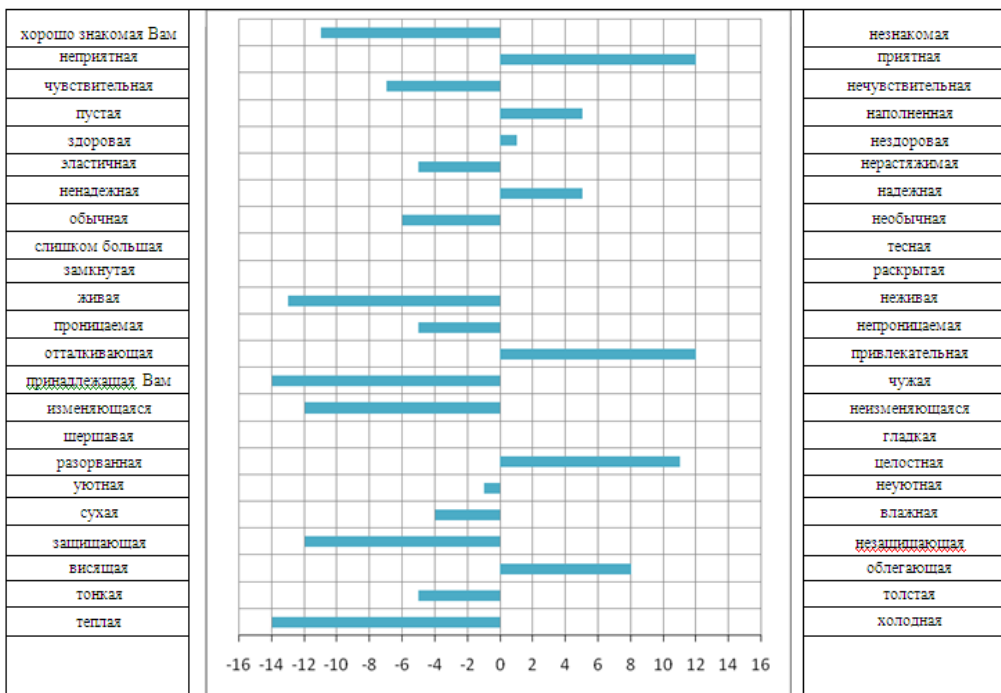 хорошо знакомая Вам незнакомая
неприятная приятная
чувствительная нечувствительная
пустая наполненная
здоровая нездоровая
эластичная нерастяжимая
ненадежная надежная
обычная необычная
слишком большая тесная
замкнутая раскрытая
живая неживая
проницаемая непроницаемая
отталкивающая привлекательная
принадлежащая Вам чужая
изменяющаяся неизменяющаяся
шершавая гладкая
разорванная целостная
уютная неуютная
сухая влажная
защищающая незащищающая
висящая облегающая
тонкая толстая
теплая холодная
-16 -14 -12 -10 -8 -6 -4 -2 0 2 4 6 8 10 12 14 16